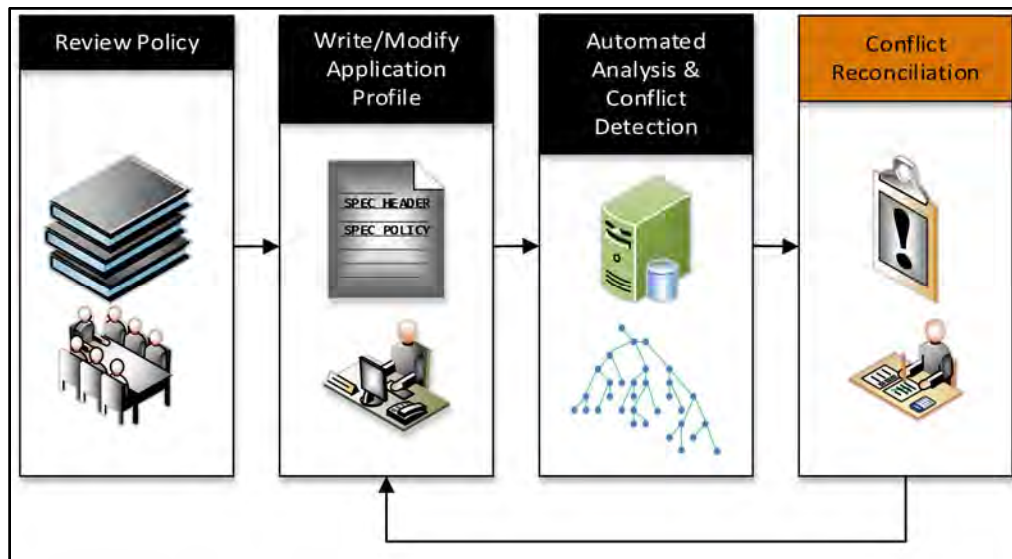 Review Policy
Write/Modify
Application
Profile
Automated
Analysis &
Conflict
Detection
Conflict
Reconciliation
SPEC HEADER
SPEC POLICY